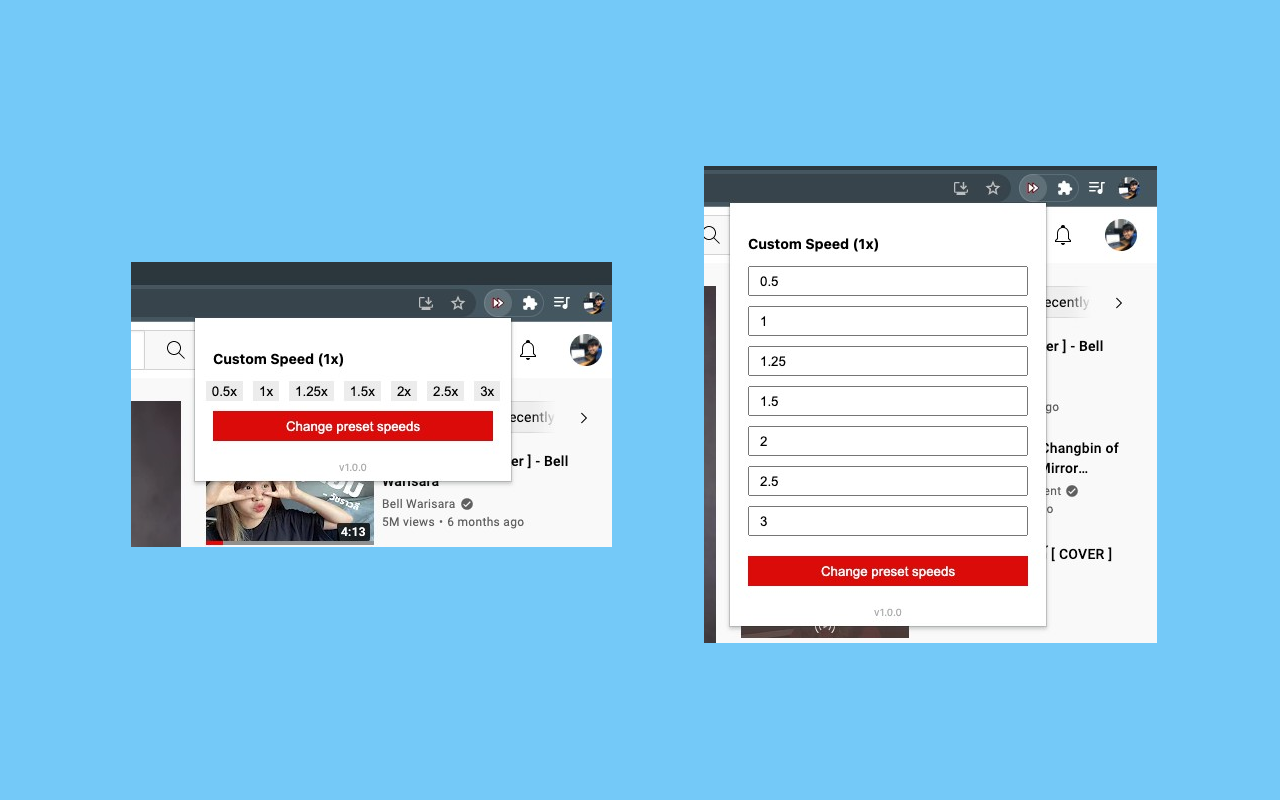 Custom Speed (1x)
0.5x 1x 1.25x 1.5x 2x 2.5x 3x
Change preset speeds
v1.0.0
ecently
er ] - Bell
Warisara
Bell Warisara
5M views • 6 months ago
4:13
Custom Speed (1x)
0.5
1
1.25
1.5
2
2.5
3
Change preset speeds
v1.0.0
ecently
er ] - Bell
go
Changbin of
Mirror...
ent
o
[ COVER ]